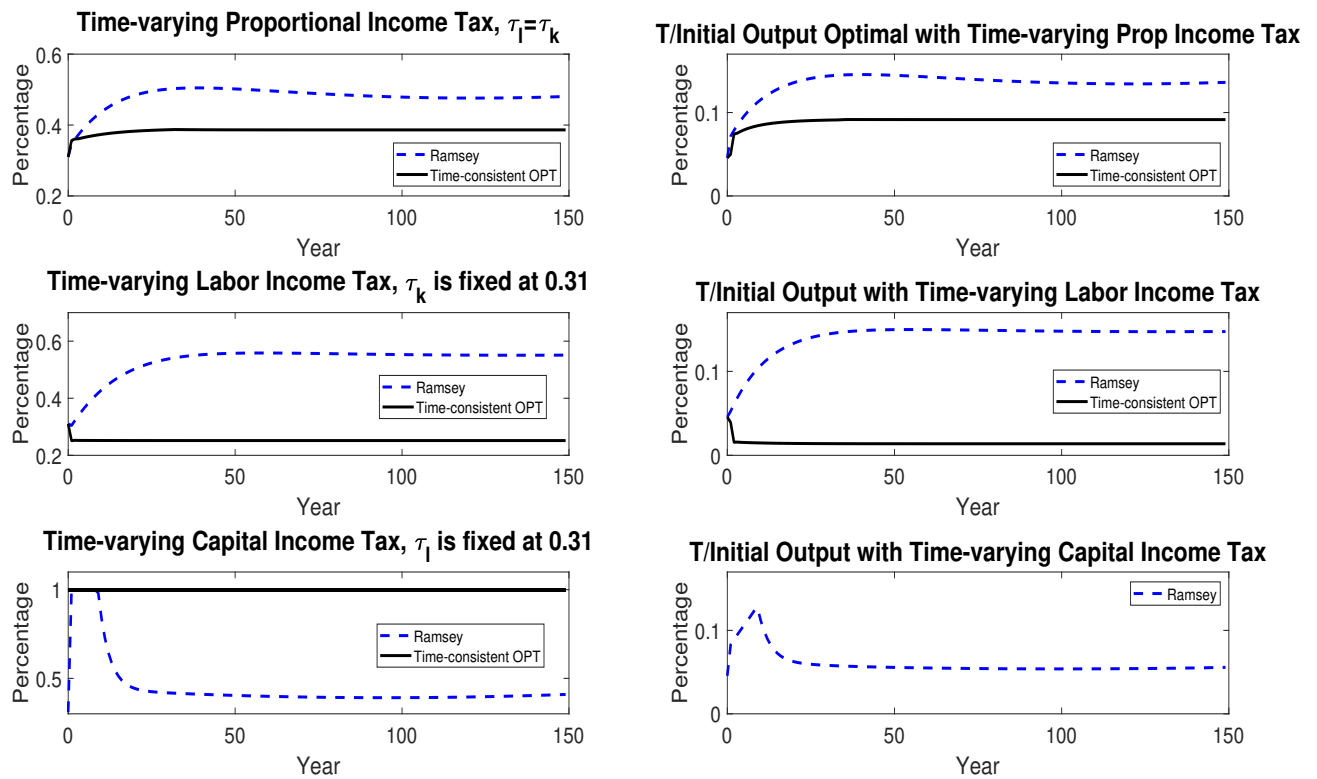 Time-varying Proportional Income Tax, τl=τk
Percentage
0.6
0.4
0.2
Ramsey
Time-consistent OPT
0 50 100 150
Year
T/Initial Output Optimal with Time-varying Prop Income Tax
Percentage
0.1
0
Ramsey
Time-consistent OPT
0 50 100 150
Year
Time-varying Labor Income Tax, τk is fixed at 0.31
Percentage
0.6
0.4
0.2
Ramsey
Time-consistent OPT
0 50 100 150
Year
T/Initial Output with Time-varying Labor Income Tax
Percentage
0.1
0
Ramsey
Time-consistent OPT
0 50 100 150
Year
Time-varying Capital Income Tax, τl is fixed at 0.31
Percentage
1
0.5
Ramsey
Time-consistent OPT
0 50 100 150
Year
T/Initial Output with Time-varying Capital Income Tax
Percentage
0.1
0
Ramsey
0 50 100 150
Year